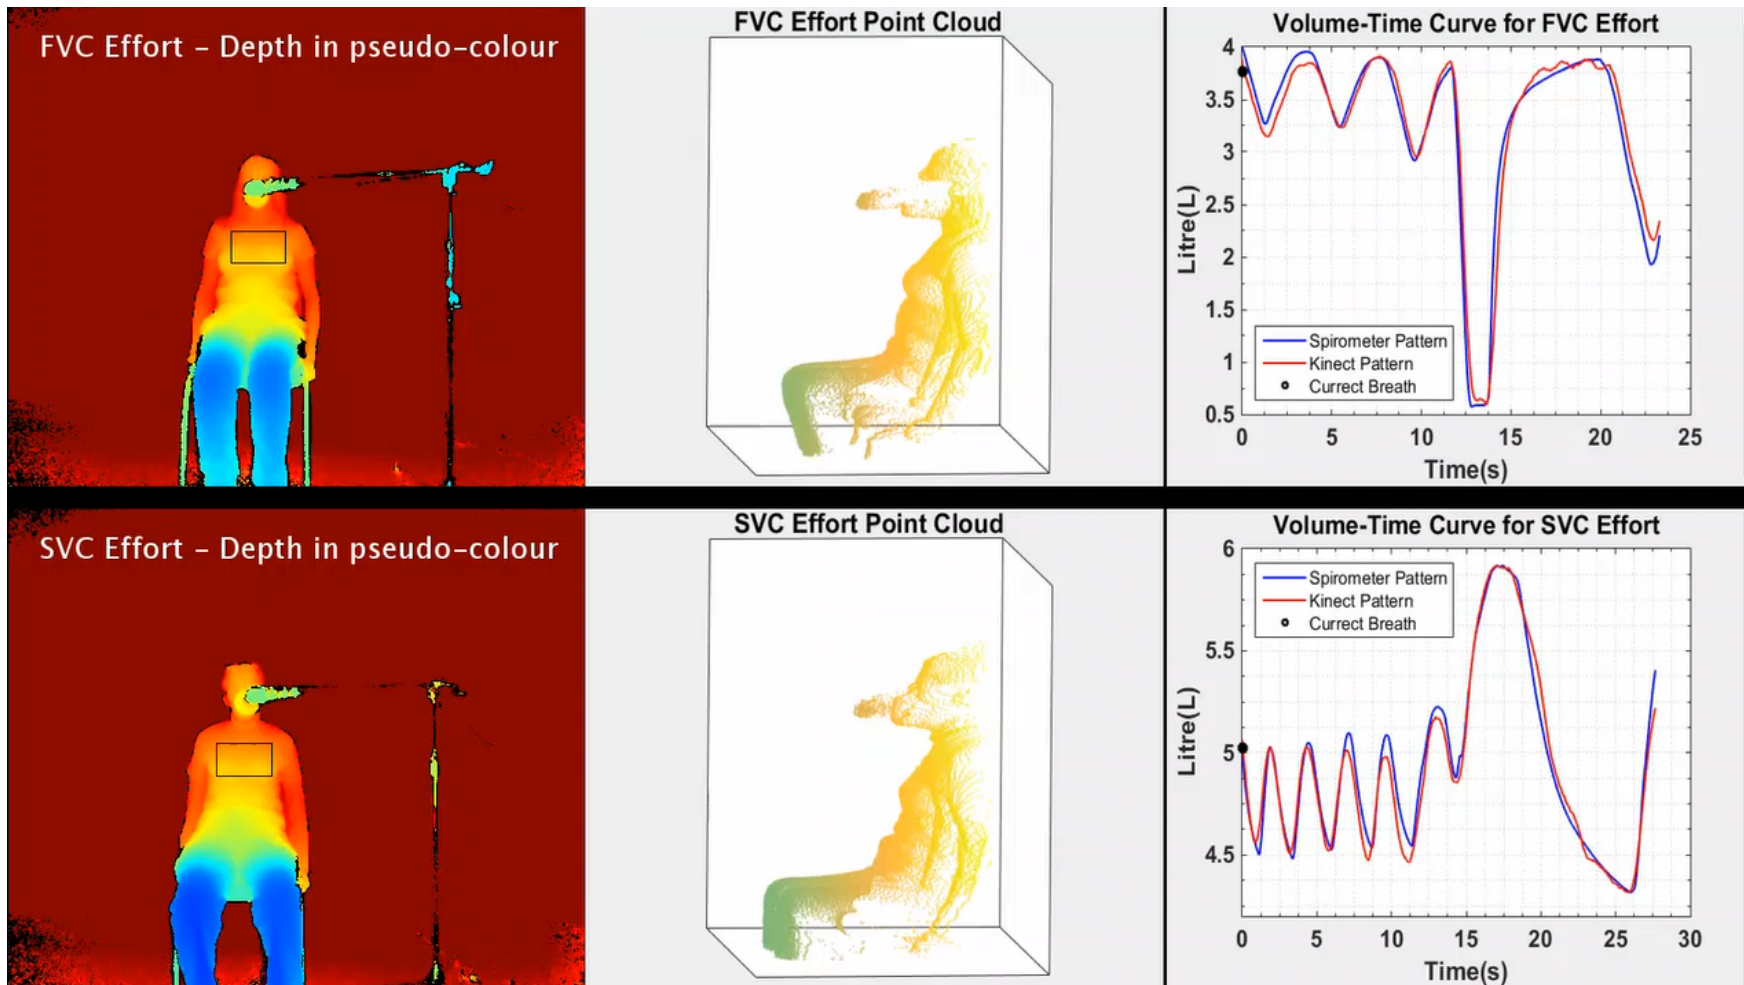 FVC Effort – Depth in pseudo-colour
FVC Effort Point Cloud
Volume-Time Curve for FVC Effort
4
3.5
3
2.5
2
1.5
1
0.5
Litre(L)
Spirometer Pattern
Kinect Pattern
Currect Breath
0 5 10 15 20 25
Time(s)
SVC Effort – Depth in pseudo-colour
SVC Effort Point Cloud
Volume-Time Curve for SVC Effort
6
5.5
5
4.5
Litre(L)
Spirometer Pattern
Kinect Pattern
Currect Breath
0 5 10 15 20 25 30
Time(s)